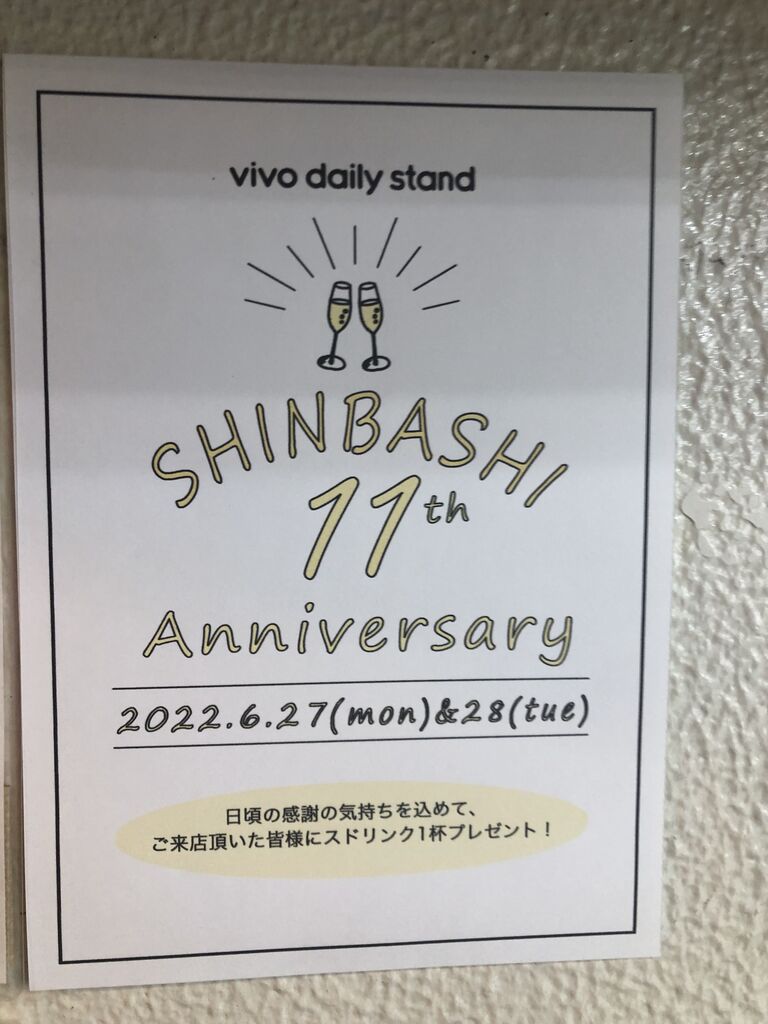 vivo daily stand
SHINBASHI
11th
Anniversary
2022.6.27(mon)&28(tue)
日頃の感謝の気持ちを込めて、
ご来店頂いた皆様にスドリンク1杯プレゼント！